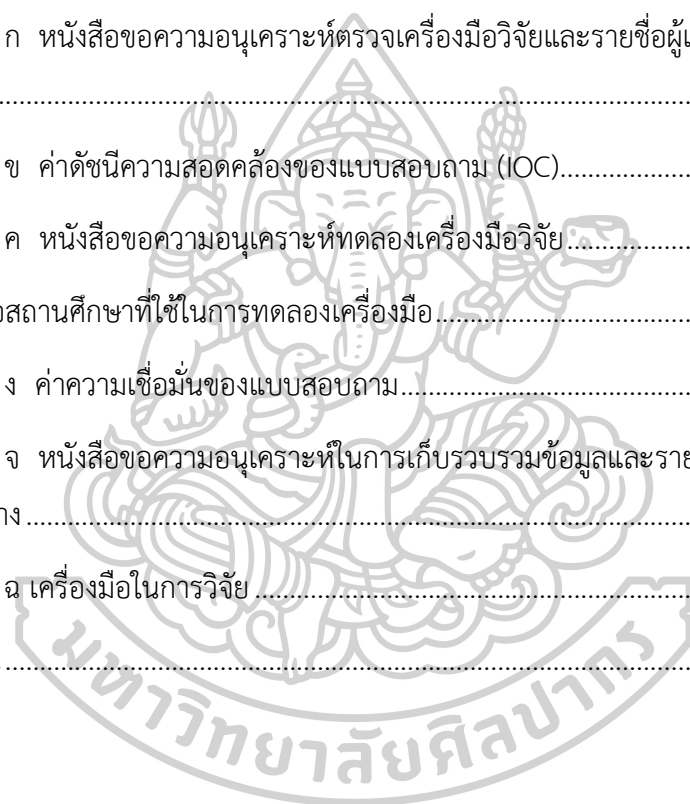 ก หนังสือขอความอนุเคราะห์ตรวจเครื่องมือวิจัยและรายชื่อผู้เ
................................................................................
ข ค่าดัชนีความสอดคล้องของแบบสอบถาม (IOC)..................
ค หนังสือขอความอนุเคราะห์ทดลองเครื่องมือวิจัย.................
อสถานศึกษาที่ใช้ในการทดลองเครื่องมือ...................................
ง ค่าความเชื่อมั่นของแบบสอบถาม.........................................
จ หนังสือขอความอนุเคราะห์ในการเก็บรวบรวมข้อมูลและราย
าง.............................................................................
ฉ เครื่องมือในการวิจัย............................................................
................................................................................
มหาวิทยาลัยศิลปากร